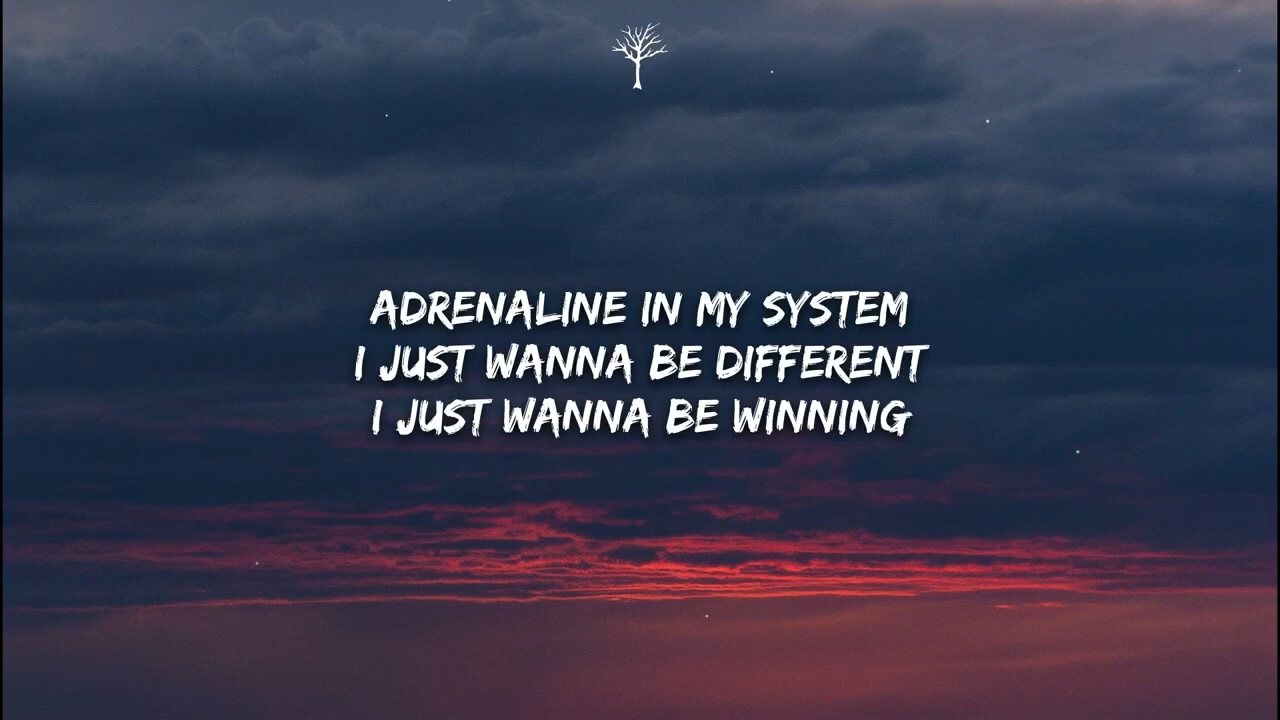 ADRENALINE IN MY SYSTEM
I JUST WANNA BE DIFFERENT
I JUST WANNA BE WINNING